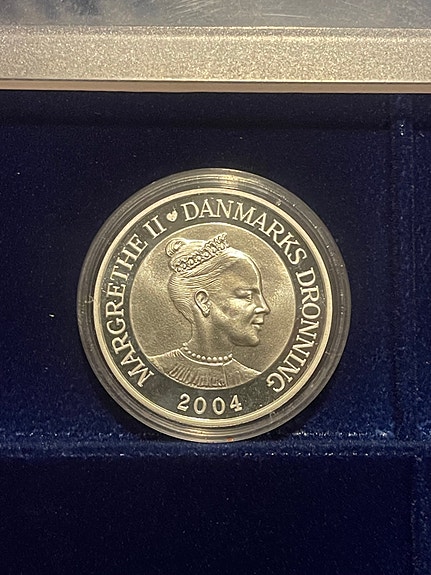 MARGRETHE II ♥ DANMARKS DRONNING
2004